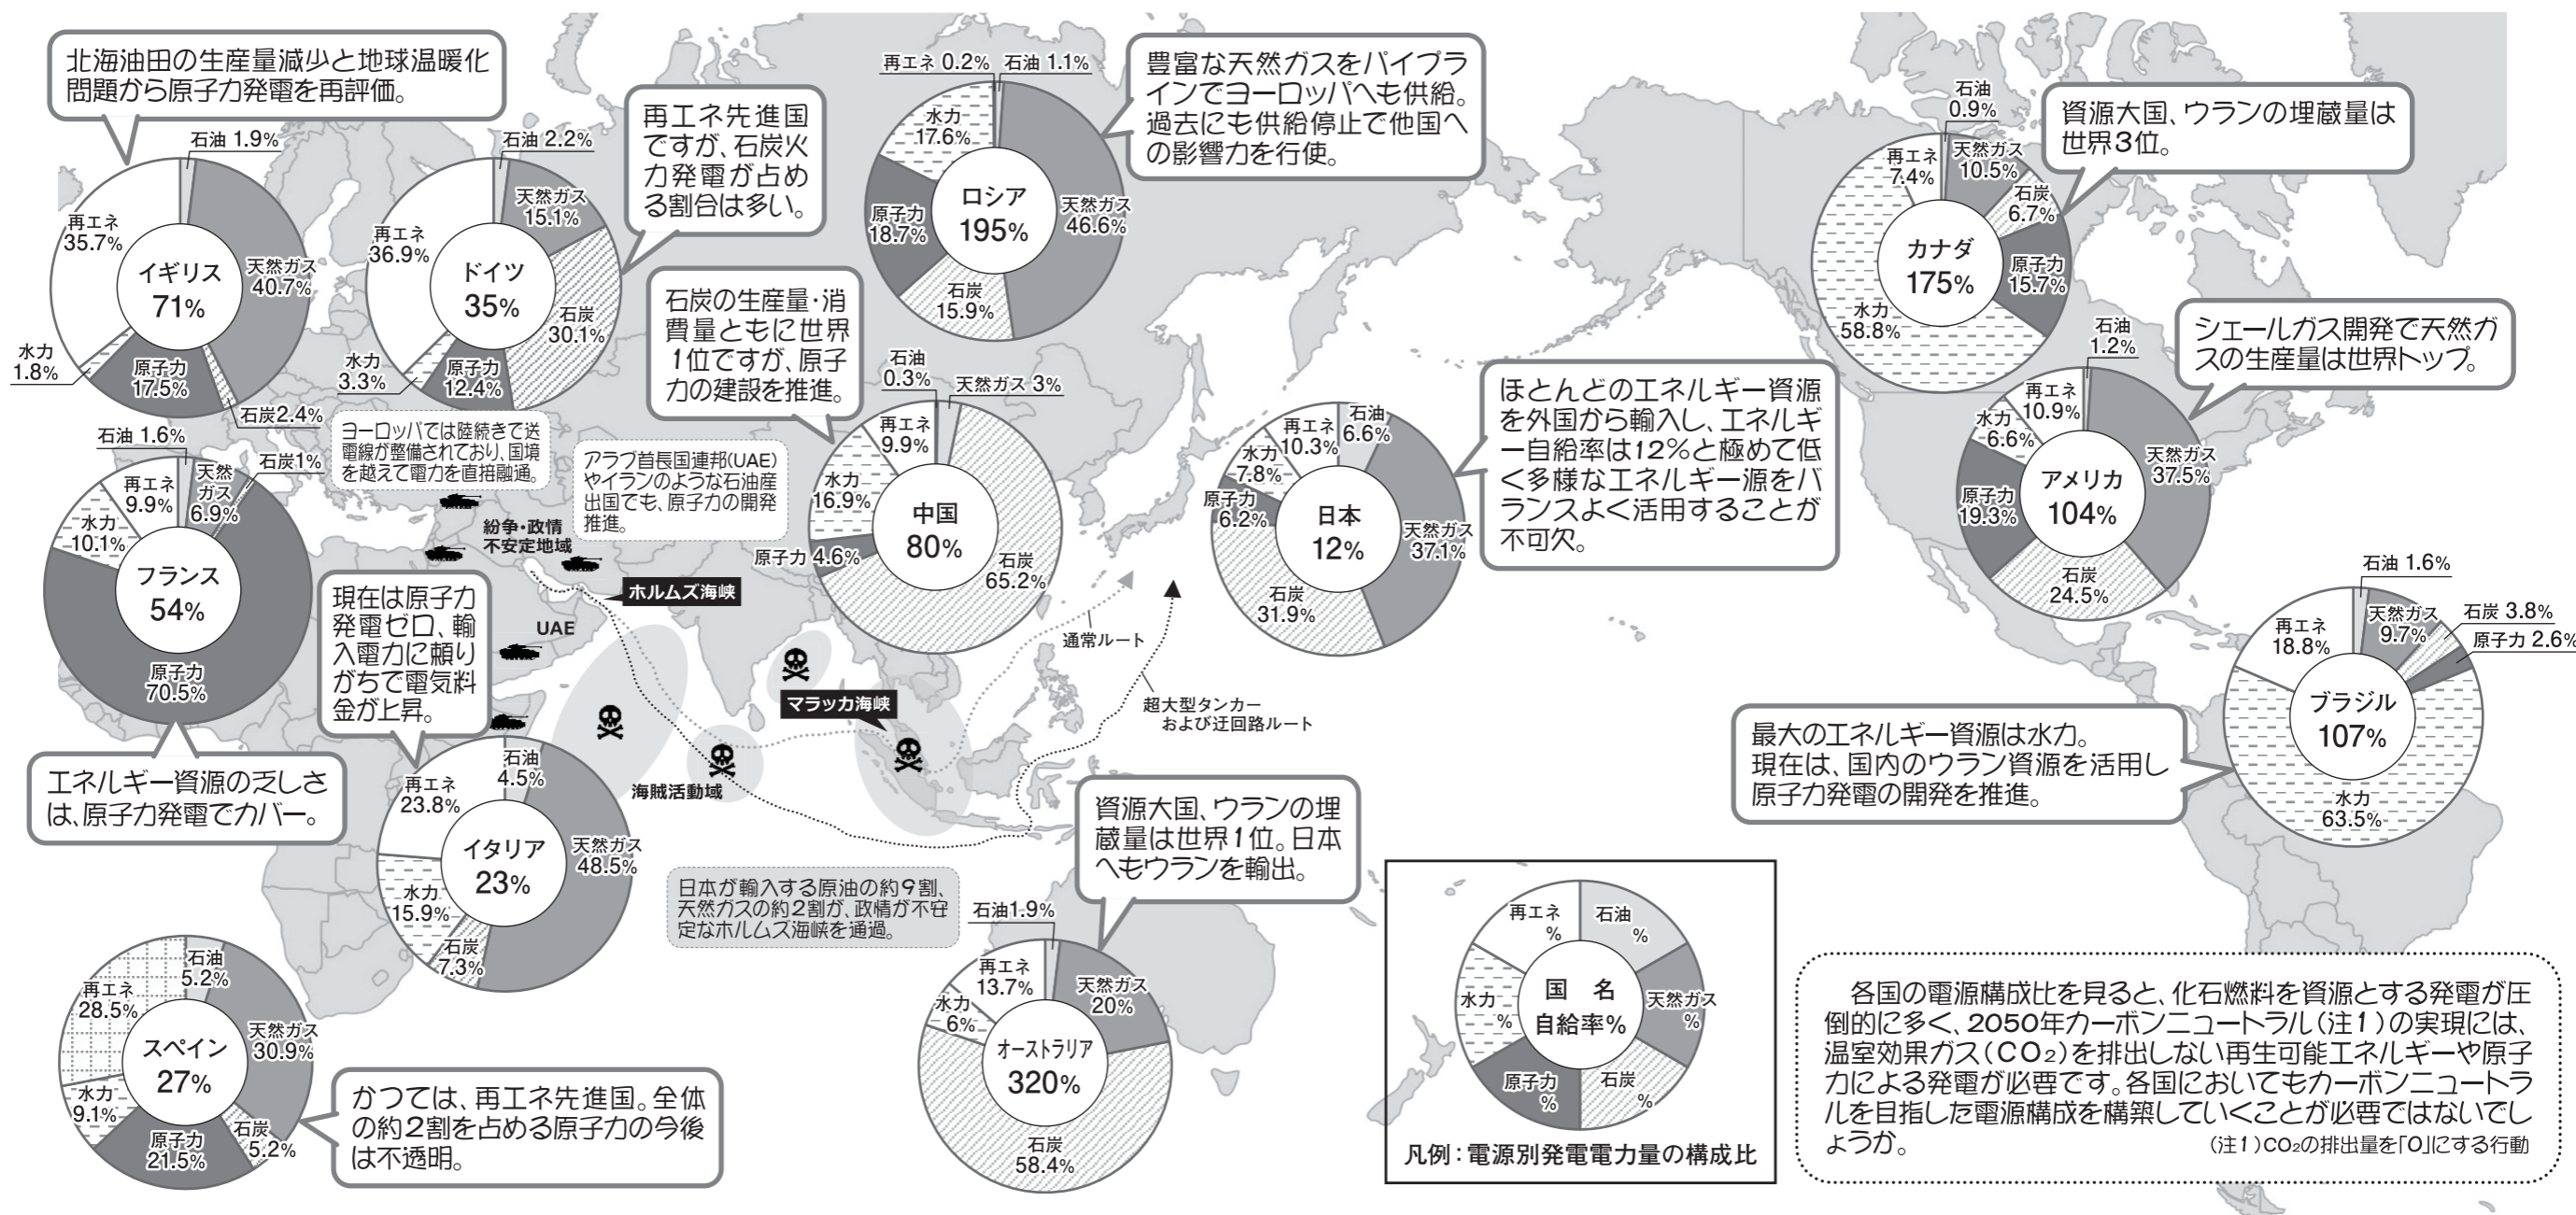 北海油田の生産量減少と地球温暖化
問題から原子力発電を再評価。
石油 1.9%
天然ガス
40.7%
石炭2.4%
原子力
17.5%
水力
1.8%
再エネ
35.7%
イギリス
71%
再エネ先進国
ですが、石炭火
力発電が占め
る割合は多い。
石油 2.2%
天然ガス
15.1%
石炭
30.1%
原子力
12.4%
水力
3.3%
再エネ
36.9%
ドイツ
35%
ヨーロッパでは陸続きで送
電線が整備されており、国境
を越えて電力を直接融通。
豊富な天然ガスをパイプラ
インでヨーロッパへも供給。
過去にも供給停止で他国へ
の影響力を行使。
再エネ 0.2%
石油 1.1%
天然ガス
46.6%
石炭
15.9%
原子力
18.7%
水力
17.6%
ロシア
195%
石炭の生産量・消
費量ともに世界
1位ですが、原子
力の建設を推進。
石油
0.3%
天然ガス 3%
石炭
65.2%
原子力 4.6%
水力
16.9%
再エネ
9.9%
中国
80%
アラブ首長国連邦(UAE)
やイランのような石油産
出国でも、原子力の開発
推進。
ほとんどのエネルギー資源
を外国から輸入し、エネルギ
ー自給率は12%と極めて低
く多様なエネルギー源をバ
ランスよく活用することが
不可欠。
石油
6.6%
天然ガス
37.1%
石炭
31.9%
原子力
6.2%
水力
7.8%
再エネ
10.3%
日本
12%
資源大国、ウランの埋蔵量は
世界3位。
石油
0.9%
天然ガス
10.5%
石炭
6.7%
原子力
15.7%
水力
58.8%
再エネ
7.4%
カナダ
175%
シェールガス開発で天然ガ
スの生産量は世界トップ。
石油
1.2%
天然ガス
37.5%
石炭
24.5%
原子力
19.3%
水力
6.6%
再エネ
10.9%
アメリカ
104%
石油 1.6%
天然
ガス
6.9%
石炭1%
原子力
70.5%
水力
10.1%
再エネ
9.9%
フランス
54%
エネルギー資源の乏しさ
は、原子力発電でカバー。
紛争・政情
不安定地域
ホルムズ海峡
UAE
マラッカ海峡
海賊活動域
通常ルート
超大型タンカー
および迂回路ルート
現在は原子力
発電ゼロ、輸
入電力に頼り
がちで電気料
金が上昇。
石油
4.5%
天然ガス
48.5%
石炭
7.3%
水力
15.9%
再エネ
23.8%
イタリア
23%
日本が輸入する原油の約9割、
天然ガスの約2割が、政情が不安
定なホルムズ海峡を通過。
資源大国、ウランの埋
蔵量は世界1位。日本
へもウランを輸出。
石油1.9%
天然ガス
20%
石炭
58.4%
水力
6%
再エネ
13.7%
オーストラリア
320%
最大のエネルギー資源は水力。
現在は、国内のウラン資源を活用し
原子力発電の開発を推進。
石油 1.6%
天然ガス
9.7%
石炭 3.8%
原子力 2.6%
水力
63.5%
再エネ
18.8%
ブラジル
107%
石油
5.2%
天然ガス
30.9%
石炭
5.2%
原子力
21.5%
水力
9.1%
再エネ
28.5%
スペイン
27%
かつては、再エネ先進国。全体
の約2割を占める原子力の今後
は不透明。
石油
%
天然ガス
%
石炭
%
原子力
%
水力
%
再エネ
%
国 名
自給率%
凡例：電源別発電電力量の構成比
各国の電源構成比を見ると、化石燃料を資源とする発電が圧
倒的に多く、2050年カーボンニュートラル(注1)の実現には、
温室効果ガス(CO₂)を排出しない再生可能エネルギーや原子
力による発電が必要です。各国においてもカーボンニュートラ
ルを目指した電源構成を構築していくことが必要ではないでし
ょうか。
(注1)CO₂の排出量を「0」にする行動